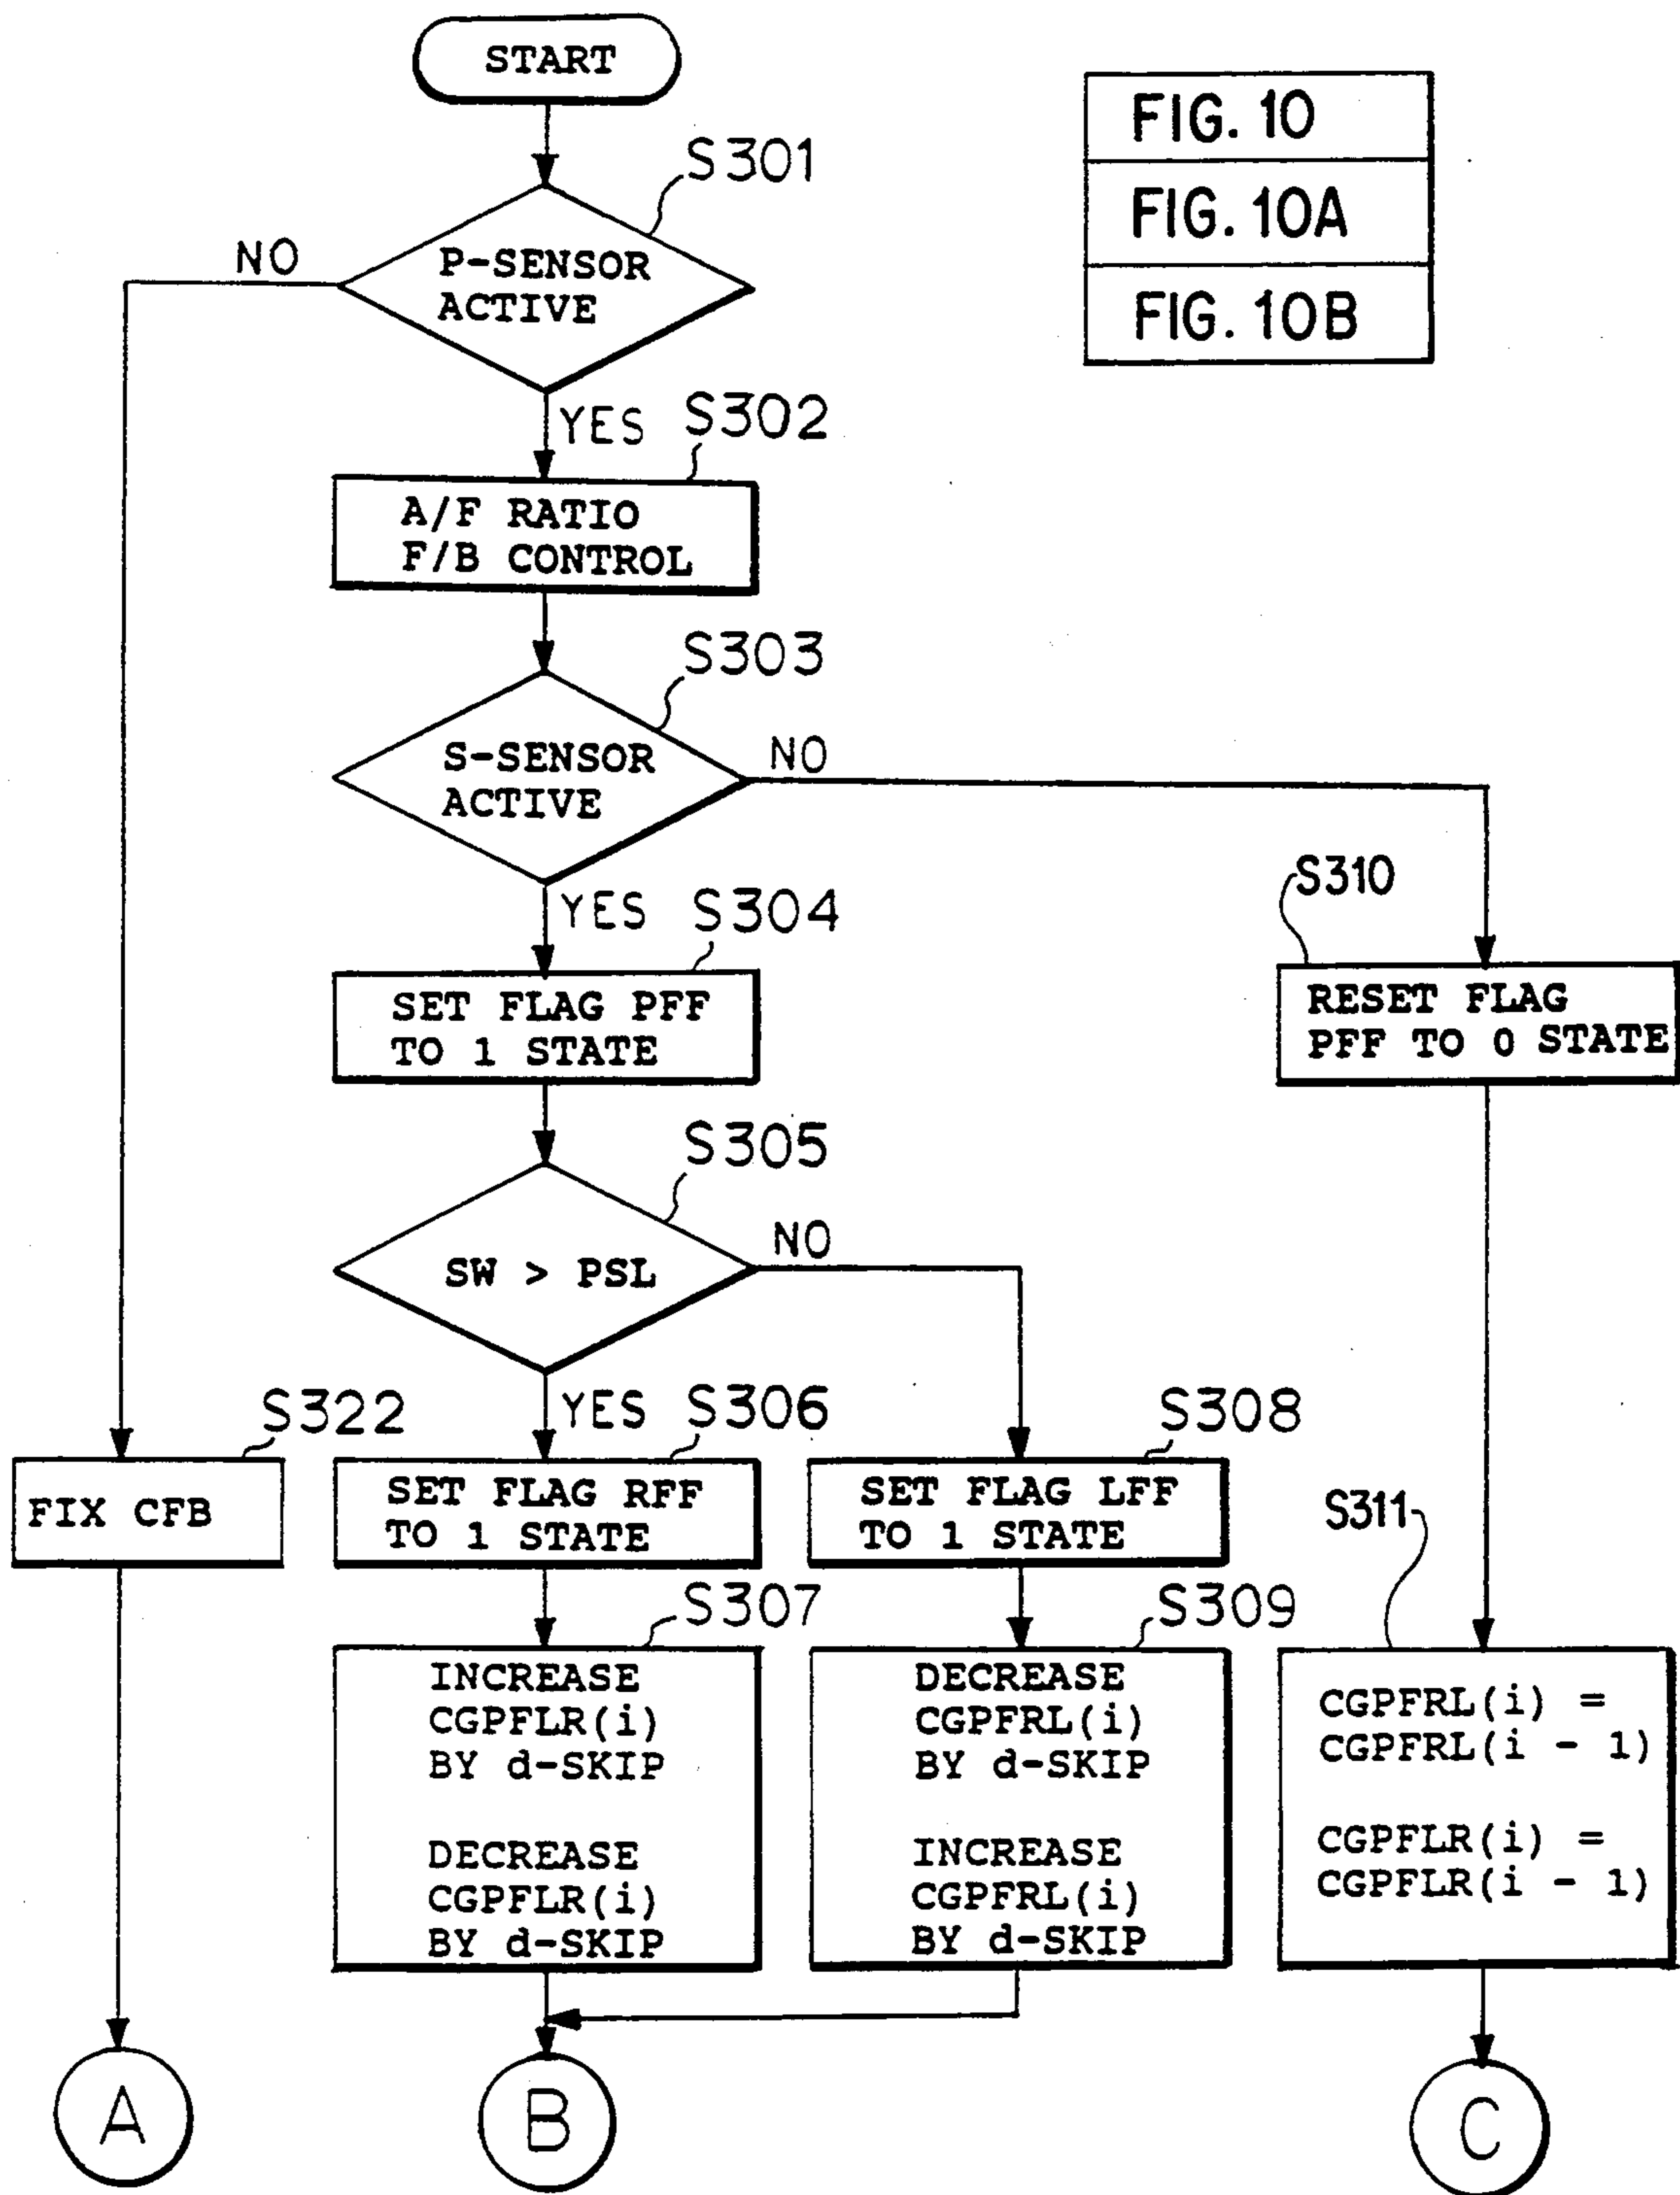 START
FIG. 10
FIG. 10A
FIG. 10B
S301
P-SENSOR
ACTIVE
NO
YES
S302
A/F RATIO
F/B CONTROL
S303
S-SENSOR
ACTIVE
NO
YES
S304
SET FLAG PFF
TO 1 STATE
S310
RESET FLAG
PFF TO 0 STATE
S305
SW > PSL
NO
YES
S322
FIX CFB
S306
SET FLAG RFF
TO 1 STATE
S308
SET FLAG LFF
TO 1 STATE
S307
INCREASE
CGPFLR(i)
BY d-SKIP
DECREASE
CGPFLR(i)
BY d-SKIP
S309
DECREASE
CGPFRL(i)
BY d-SKIP
INCREASE
CGPFRL(i)
BY d-SKIP
S311
CGPFRL(i) =
CGPFRL(i - 1)
CGPFLR(i) =
CGPFLR(i - 1)
A
B
C